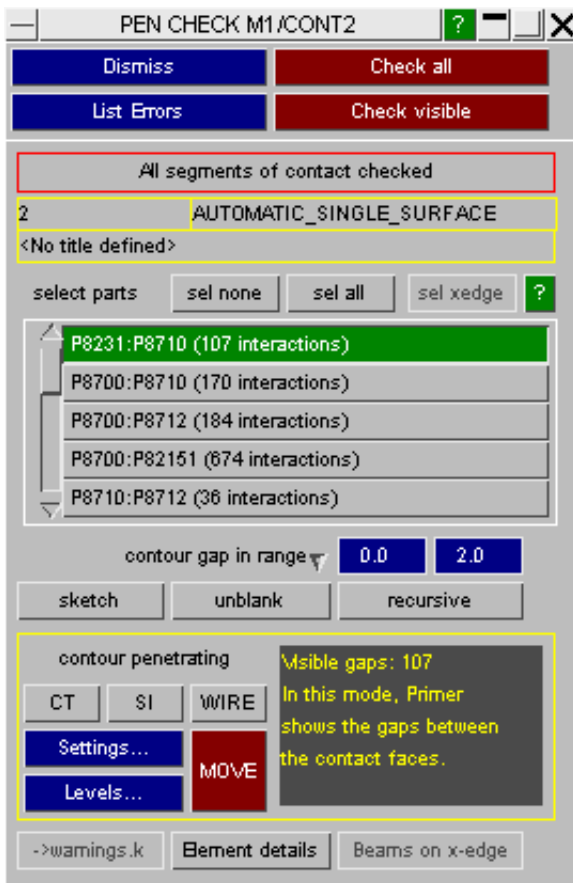 PEN CHECK M1/CONT2 ?
Dismiss Check all
List Errors Check visible
All segments of contact checked
2 AUTOMATIC_SINGLE_SURFACE
<No title defined>
select parts sel none sel all sel xedge ?
P8231:P8710 (107 interactions)
P8700:P8710 (170 interactions)
P8700:P8712 (184 interactions)
P8700:P82151 (674 interactions)
P8710:P8712 (36 interactions)
contour gap in range 0.0 2.0
sketch unblank recursive
contour penetrating
CT SI WIRE
Settings...
MOVE
Levels...
Visible gaps: 107
In this mode, Primer
shows the gaps between
the contact faces.
->warnings.k Element details Beams on x-edge